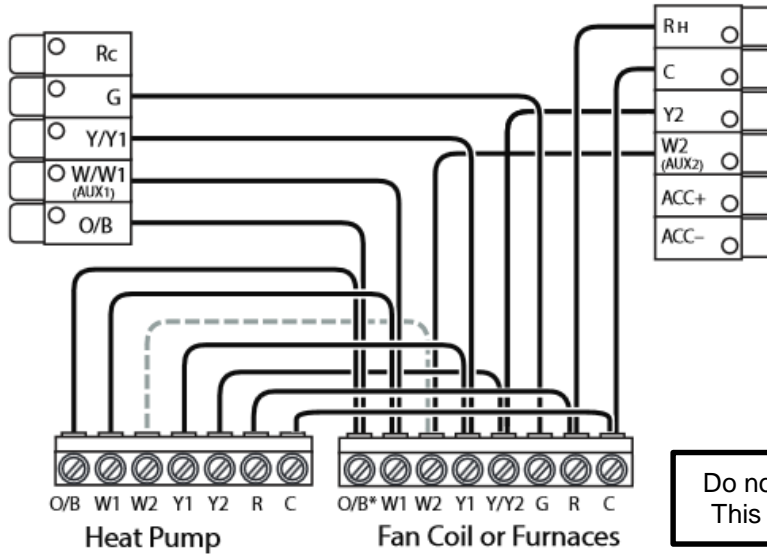 Rc
G
Y/Y1
W/W1
(AUX1)
O/B
RH
C
Y2
W2
(AUX2)
ACC+
ACC–
O/B W1 W2 Y1 Y2 R C
Heat Pump
O/B* W1 W2 Y1 Y/Y2 G R C
Fan Coil or Furnaces
Do
This